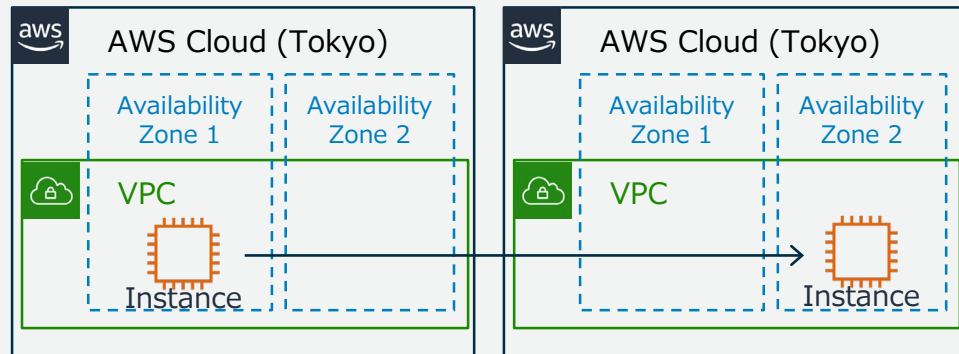 aws
AWS Cloud (Tokyo)
Availability
Zone 1
Availability
Zone 2
VPC
Instance
aws
AWS Cloud (Tokyo)
Availability
Zone 1
Availability
Zone 2
VPC
Instance